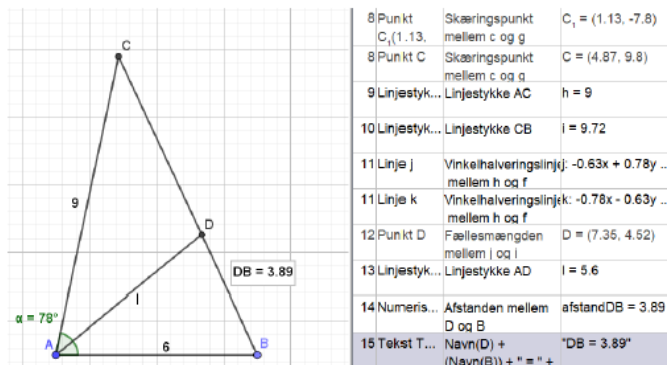 C
9
D
DB = 3.89
l
α = 78°
A
6
B
8 Punkt C₁(1.13, Skæringspunkt mellem c og g C₁ = (1.13, -7.8)
8 Punkt C Skæringspunkt mellem c og g C = (4.87, 9.8)
9 Linjestyk... Linjestykke AC h = 9
10 Linjestyk... Linjestykke CB i = 9.72
11 Linje j Vinkelhalveringslinje mellem h og f j: -0.63x + 0.78y ...
11 Linje k Vinkelhalveringslinje mellem h og f k: -0.78x - 0.63y ...
12 Punkt D Fællesmængden mellem j og i D = (7.35, 4.52)
13 Linjestyk... Linjestykke AD l = 5.6
14 Numeris... Afstanden mellem D og B afstandDB = 3.89
15 Tekst T... Navn(D) + (Navn(B)) + " = " + "DB = 3.89"